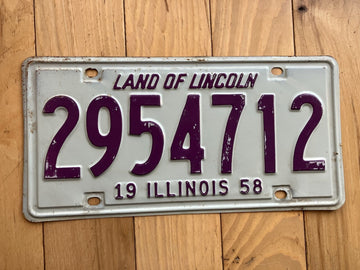 LAND OF LINCOLN
2954712
19 ILLINOIS 58